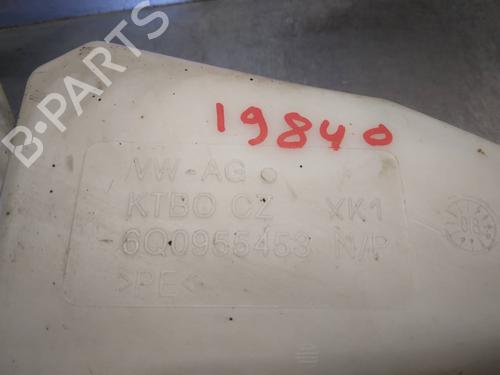 B-PARTS
19840
VW-AG
KTBO CZ XK1
6Q0955453 N/P
>PE<